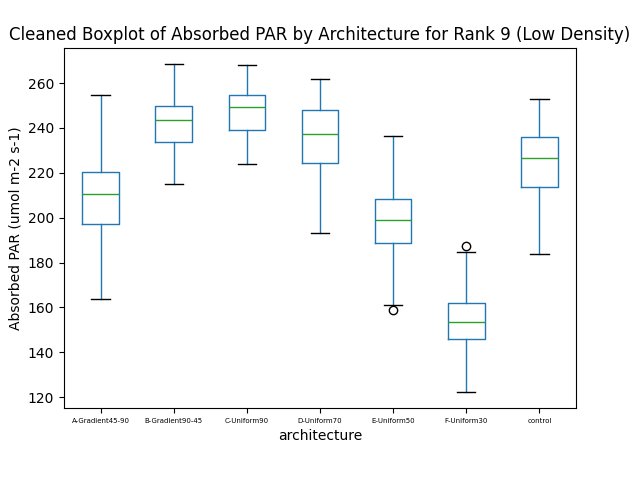 Cleaned Boxplot of Absorbed PAR by Architecture for Rank 9 (Low Density)
Absorbed PAR (umol m-2 s-1)
260
240
220
200
180
160
140
120
A-Gradient45-90 B-Gradient90-45 C-Uniform90 D-Uniform70 E-Uniform50 F-Uniform30 control
architecture